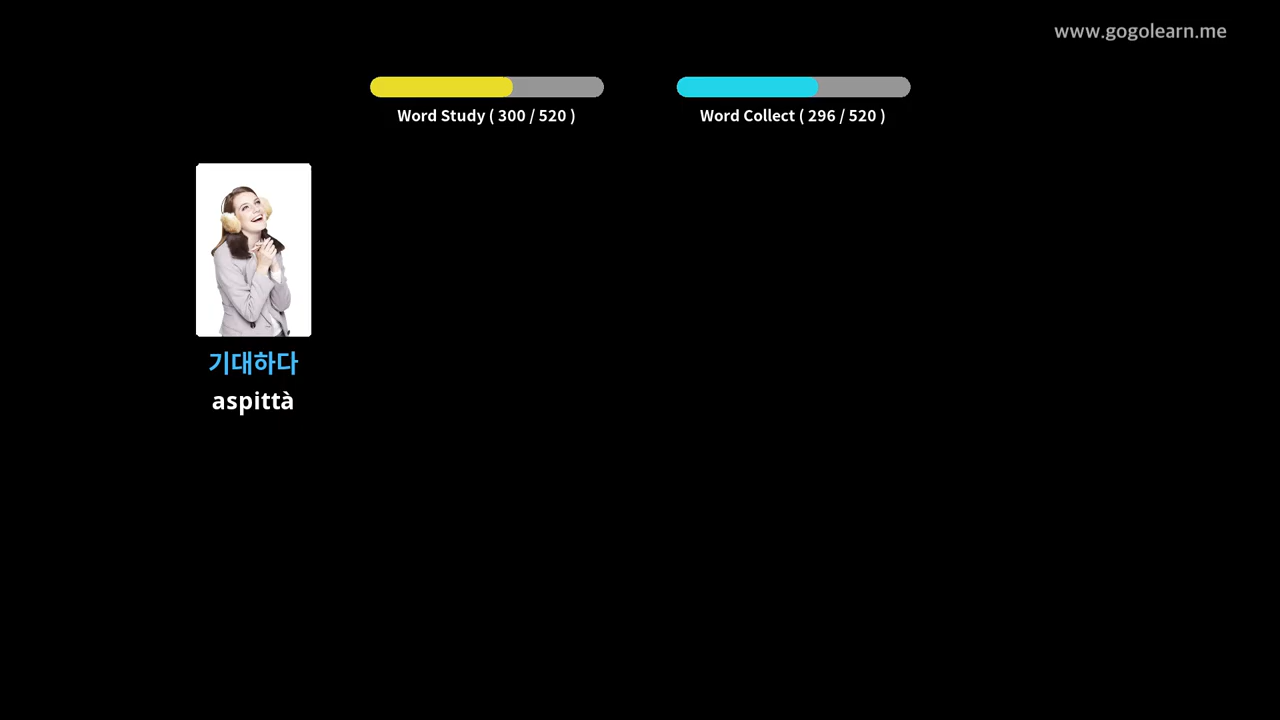 www.gogolearn.me
Word Study ( 300 / 520 )
Word Collect ( 296 / 520 )
기대하다
aspittà